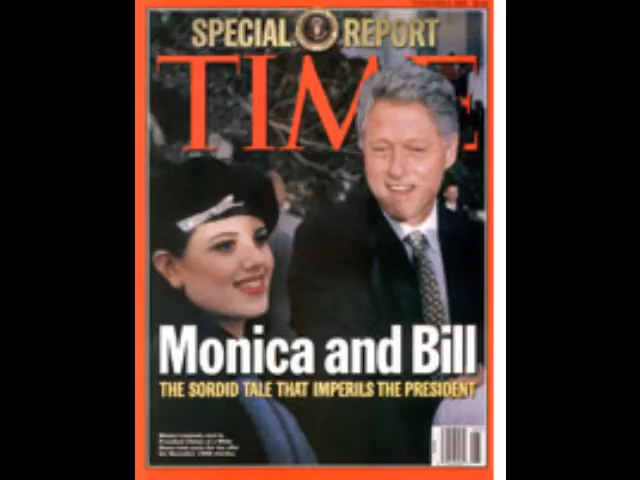 SPECIAL REPORT
TIME
Monica and Bill
THE SORDID TALE THAT IMPERILS THE PRESIDENT